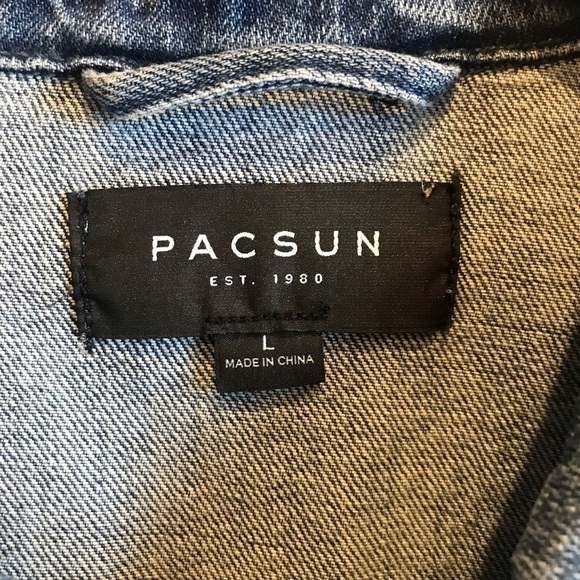 PACSUN
EST. 1980
L
MADE IN CHINA